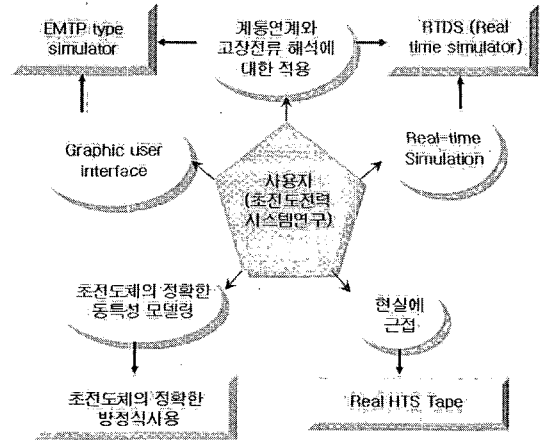 EMTP type
simulator
계통연계와
고장전류 해석에
대한 적용
RTDS (Real
time simulator)
Graphic user
interface
Real-time
Simulation
사용자
(초전도전력
시스템연구)
초전도체의 정확한
동특성 모델링
현실에
근접
초전도체의 정확한
방정식사용
Real HTS Tape